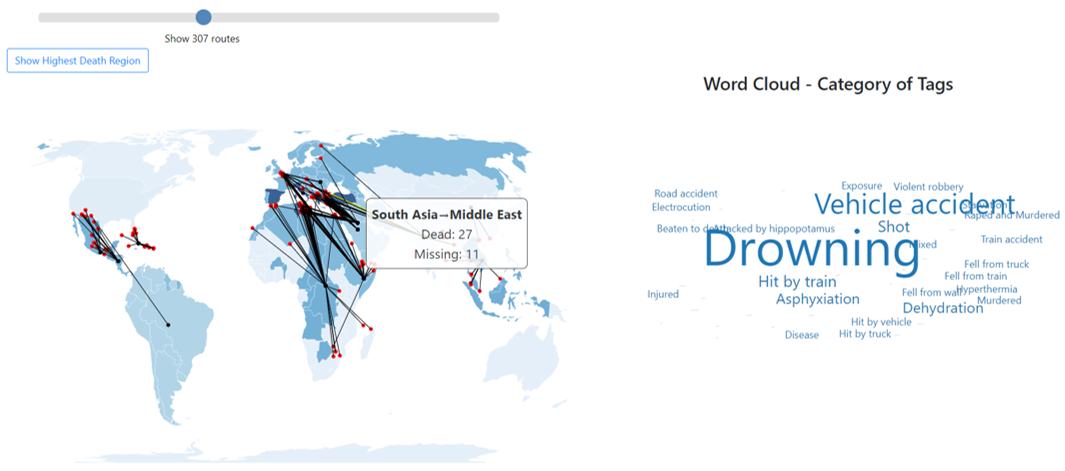 Show 307 routes
Show Highest Death Region
South Asia→Middle East
Dead: 27
Missing: 11
Word Cloud - Category of Tags
Exposure
Violent robbery
Road accident
Vehicle accident
Electrocution
Raped and Murdered
Shot
Beaten to death
Attacked by hippopotamus
Mixed
Train accident
Drowning
Fell from truck
Fell from train
Hit by train
Hyperthermia
Fell from wall
Injured
Asphyxiation
Murdered
Dehydration
Hit by vehicle
Disease
Hit by truck